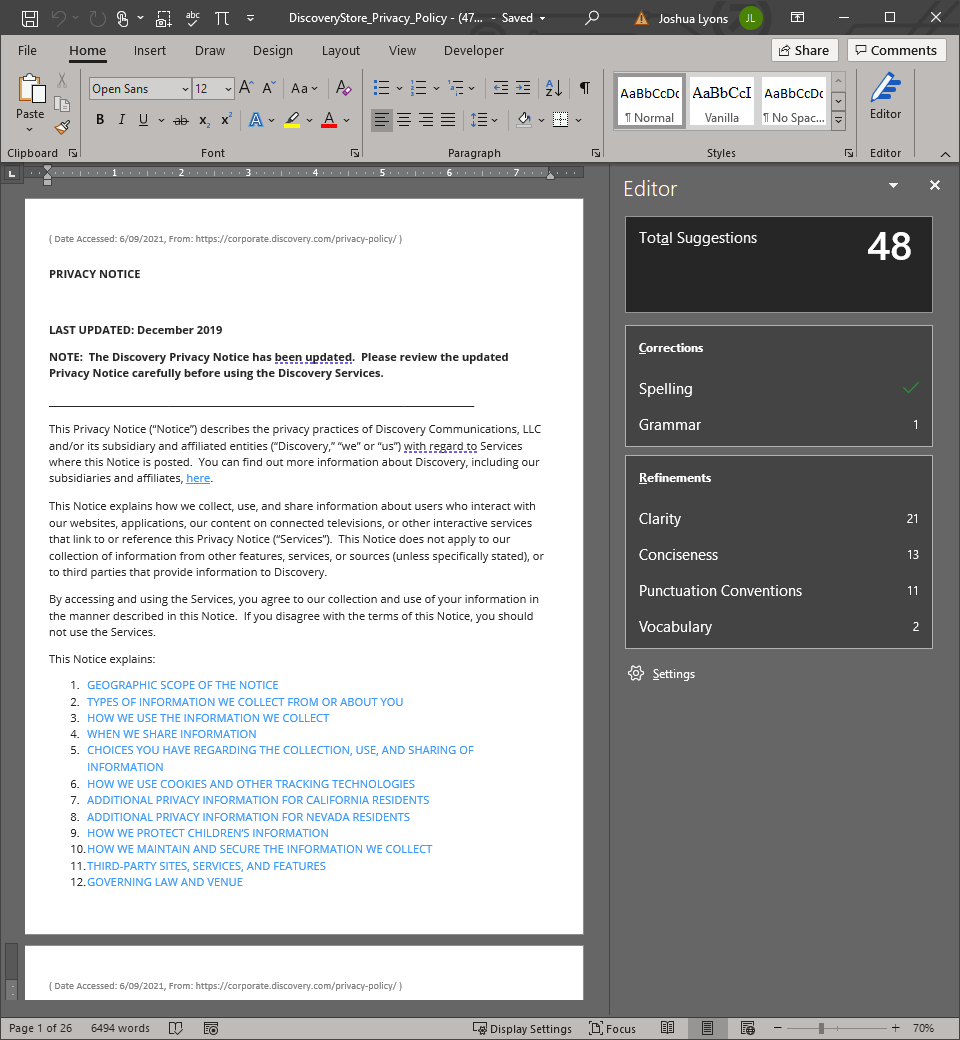 abc
DiscoveryStore_Privacy_Policy - (47... - Saved
Joshua Lyons
JL
File Home Insert Draw Design Layout View Developer
Share
Comments
Paste
Clipboard
Open Sans
12
A A Aa A
B I U ab x₂ x² A A
Font
Paragraph
AaBbCcDc
¶ Normal
AaBbCcI
Vanilla
AaBbCcDc
¶ No Spac...
Styles
Editor
Editor
L
1 2 3 4 5 6 7
( Date Accessed: 6/09/2021, From: https://corporate.discovery.com/privacy-policy/ )
PRIVACY NOTICE
LAST UPDATED: December 2019
NOTE:  The Discovery Privacy Notice has been updated.  Please review the updated
Privacy Notice carefully before using the Discovery Services.
This Privacy Notice (“Notice”) describes the privacy practices of Discovery Communications, LLC
and/or its subsidiary and affiliated entities (“Discovery,” “we” or “us”) with regard to Services
where this Notice is posted.  You can find out more information about Discovery, including our
subsidiaries and affiliates, here.
This Notice explains how we collect, use, and share information about users who interact with
our websites, applications, our content on connected televisions, or other interactive services
that link to or reference this Privacy Notice (“Services”).  This Notice does not apply to our
collection of information from other features, services, or sources (unless specifically stated), or
to third parties that provide information to Discovery.
By accessing and using the Services, you agree to our collection and use of your information in
the manner described in this Notice.  If you disagree with the terms of this Notice, you should
not use the Services.
This Notice explains:
1. GEOGRAPHIC SCOPE OF THE NOTICE
2. TYPES OF INFORMATION WE COLLECT FROM OR ABOUT YOU
3. HOW WE USE THE INFORMATION WE COLLECT
4. WHEN WE SHARE INFORMATION
5. CHOICES YOU HAVE REGARDING THE COLLECTION, USE, AND SHARING OF
INFORMATION
6. HOW WE USE COOKIES AND OTHER TRACKING TECHNOLOGIES
7. ADDITIONAL PRIVACY INFORMATION FOR CALIFORNIA RESIDENTS
8. ADDITIONAL PRIVACY INFORMATION FOR NEVADA RESIDENTS
9. HOW WE PROTECT CHILDREN’S INFORMATION
10. HOW WE MAINTAIN AND SECURE THE INFORMATION WE COLLECT
11. THIRD-PARTY SITES, SERVICES, AND FEATURES
12. GOVERNING LAW AND VENUE
( Date Accessed: 6/09/2021, From: https://corporate.discovery.com/privacy-policy/ )
Editor
Total Suggestions 48
Corrections
Spelling
Grammar 1
Refinements
Clarity 21
Conciseness 13
Punctuation Conventions 11
Vocabulary 2
Settings
Page 1 of 26 6494 words
Display Settings
Focus
70%